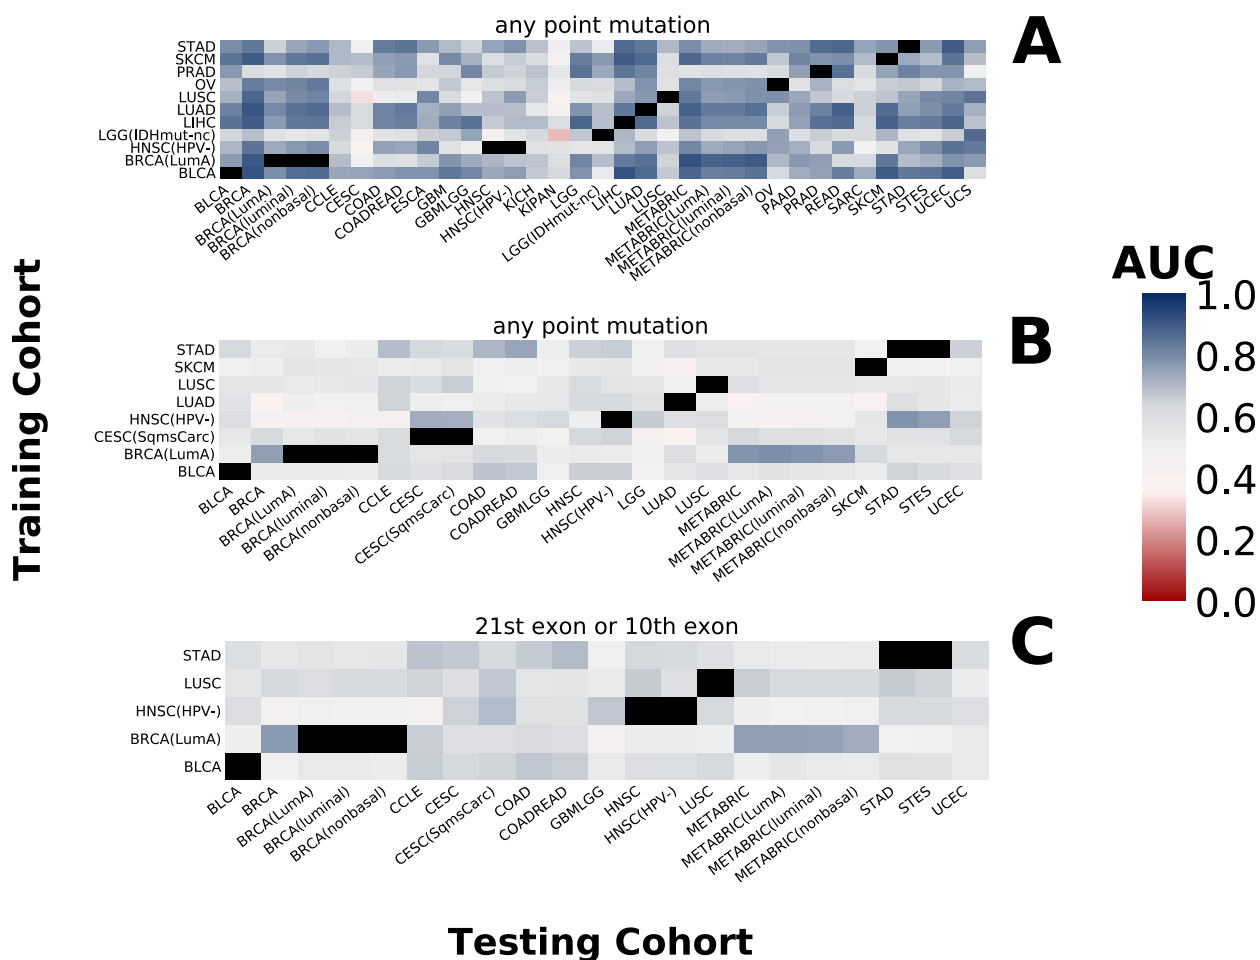 any point mutation
A
STAD
SKCM
PRAD
OV
LUSC
LUAD
LIHC
LGG(IDHmut-nc)
HNSC(HPV-)
BRCA(LumA)
BLCA
BLCA
BRCA
BRCA(LumA)
BRCA(luminal)
BRCA(nonbasal)
CCLE
CESC
COAD
COADREAD
ESCA
GBM
GBMLGG
HNSC
HNSC(HPV-)
KICH
KIPAN
LGG
LGG(IDHmut-nc)
LIHC
LUAD
LUSC
METABRIC
METABRIC(LumA)
METABRIC(luminal)
METABRIC(nonbasal)
OV
PAAD
PRAD
READ
SARC
SKCM
STAD
STES
UCEC
UCS
Training Cohort
AUC
1.0
0.8
0.6
0.4
0.2
0.0
any point mutation
B
STAD
SKCM
LUSC
LUAD
HNSC(HPV-)
CESC(SqmsCarc)
BRCA(LumA)
BLCA
BLCA
BRCA
BRCA(LumA)
BRCA(luminal)
BRCA(nonbasal)
CCLE
CESC
CESC(SqmsCarc)
COAD
COADREAD
GBMLGG
HNSC
HNSC(HPV-)
LGG
LUAD
LUSC
METABRIC
METABRIC(LumA)
METABRIC(luminal)
METABRIC(nonbasal)
SKCM
STAD
STES
UCEC
21st exon or 10th exon
C
STAD
LUSC
HNSC(HPV-)
BRCA(LumA)
BLCA
BLCA
BRCA
BRCA(LumA)
BRCA(luminal)
BRCA(nonbasal)
CCLE
CESC
CESC(SqmsCarc)
COAD
COADREAD
GBMLGG
HNSC
HNSC(HPV-)
LUSC
METABRIC
METABRIC(LumA)
METABRIC(luminal)
METABRIC(nonbasal)
STAD
STES
UCEC
Testing Cohort